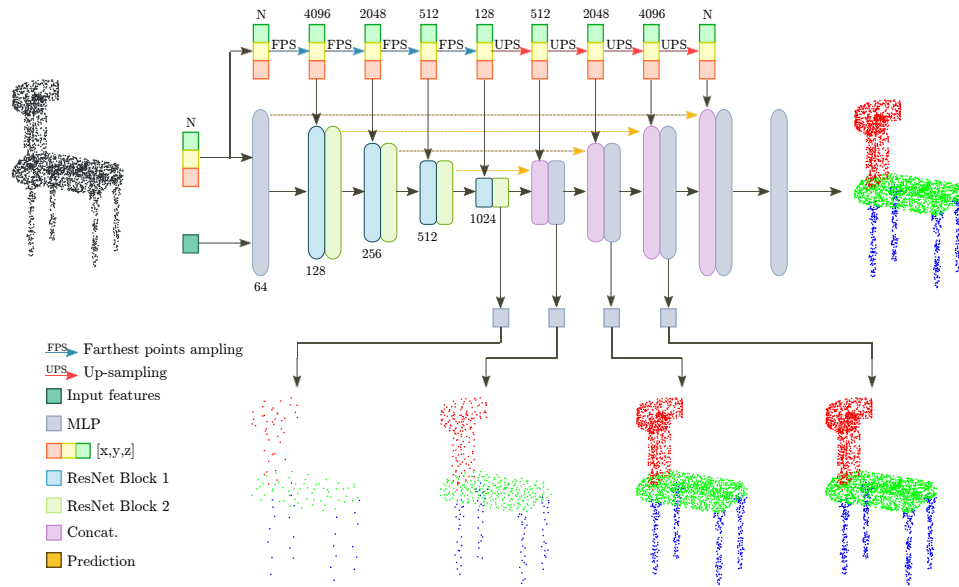 N 4096 2048 512 128 512 2048 4096 N
FPS FPS FPS FPS UPS UPS UPS UPS
N
1024
512
256
128
64
FPS Farthest points ampling
UPS Up-sampling
Input features
MLP
[x,y,z]
ResNet Block 1
ResNet Block 2
Concat.
Prediction